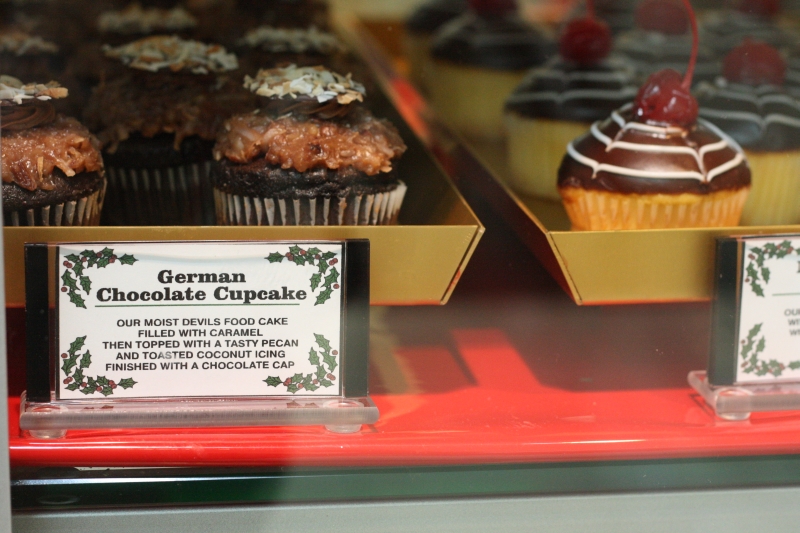 German
Chocolate Cupcake
OUR MOIST DEVILS FOOD CAKE
FILLED WITH CARAMEL
THEN TOPPED WITH A TASTY PECAN
AND TOASTED COCONUT ICING
FINISHED WITH A CHOCOLATE CAP